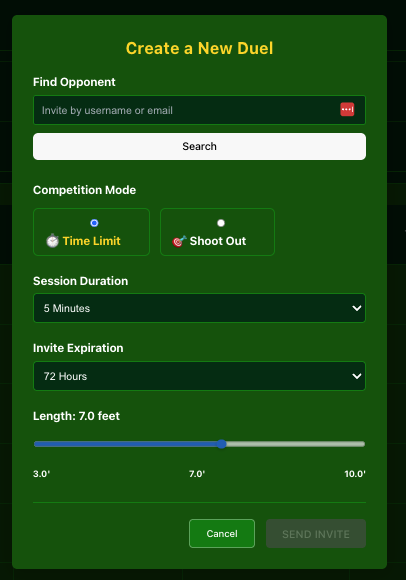 Create a New Duel
Find Opponent
Invite by username or email
Search
Competition Mode
Time Limit
Shoot Out
Session Duration
5 Minutes
Invite Expiration
72 Hours
Length: 7.0 feet
3.0' 7.0' 10.0'
Cancel SEND INVITE